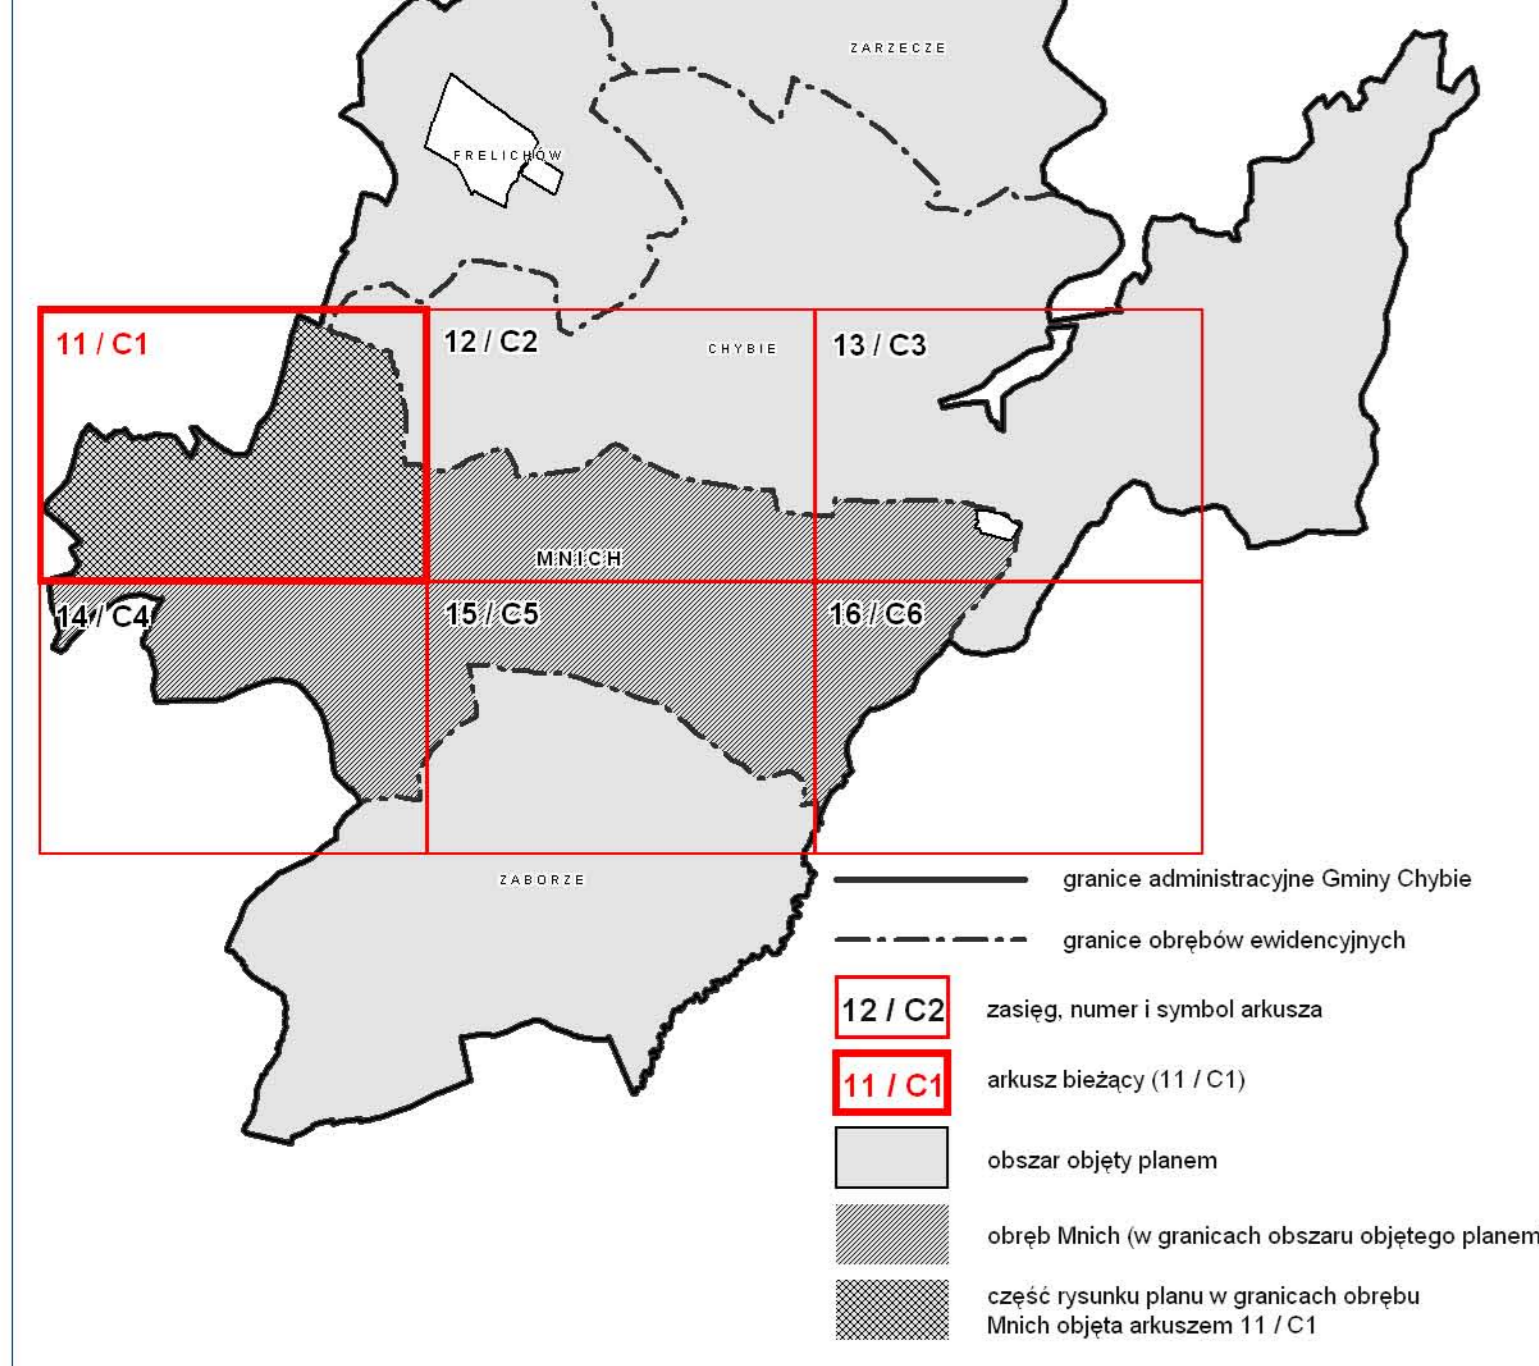 ZARZECZE
FRELICHÓW
11 / C1
12 / C2
CHYBIE
13 / C3
MNICH
14 / C4
15 / C5
16 / C6
ZABORZE
granice administracyjne Gminy Chybie
granice obrębów ewidencyjnych
12 / C2 zasięg, numer i symbol arkusza
11 / C1 arkusz bieżący (11 / C1)
obszar objęty planem
obręb Mnich (w granicach obszaru objętego planem
część rysunku planu w granicach obrębu
Mnich objęta arkuszem 11 / C1